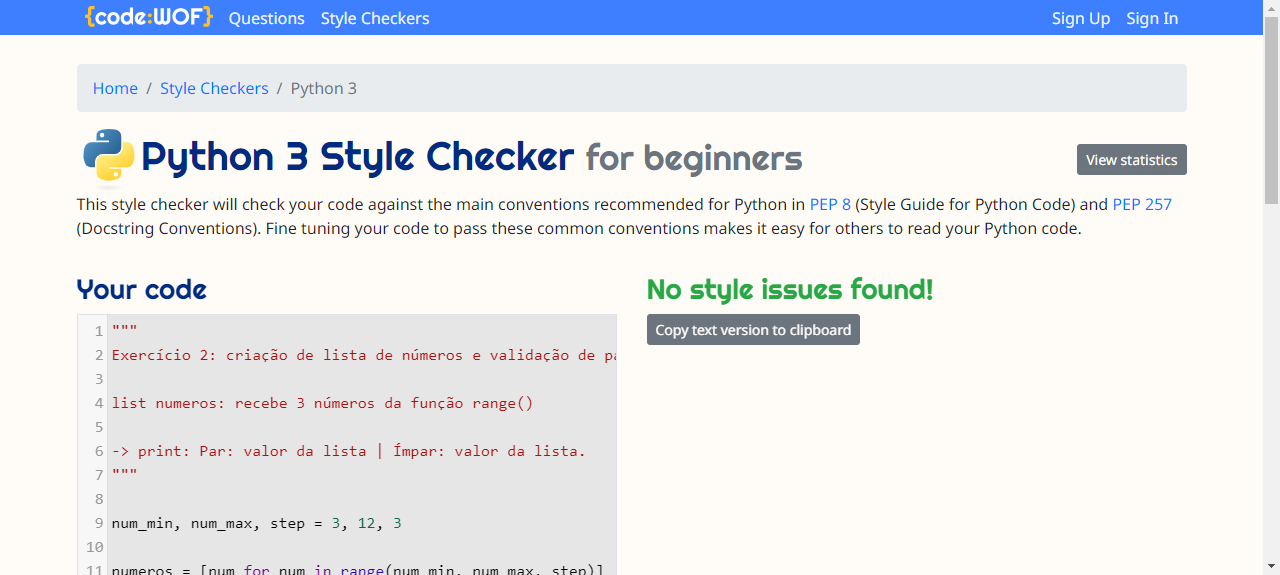 {code:WOF} Questions Style Checkers Sign Up Sign In
Home / Style Checkers / Python 3
Python 3 Style Checker for beginners
View statistics
This style checker will check your code against the main conventions recommended for Python in PEP 8 (Style Guide for Python Code) and PEP 257
(Docstring Conventions). Fine tuning your code to pass these common conventions makes it easy for others to read your Python code.
Your code
1 """
2 Exercício 2: criação de lista de números e validação de pa
3
4 list numeros: recebe 3 números da função range()
5
6 -> print: Par: valor da lista | Ímpar: valor da lista.
7 """
8
9 num_min, num_max, step = 3, 12, 3
10
11 numeros = [num for num in range(num_min, num_max, step)]
No style issues found!
Copy text version to clipboard